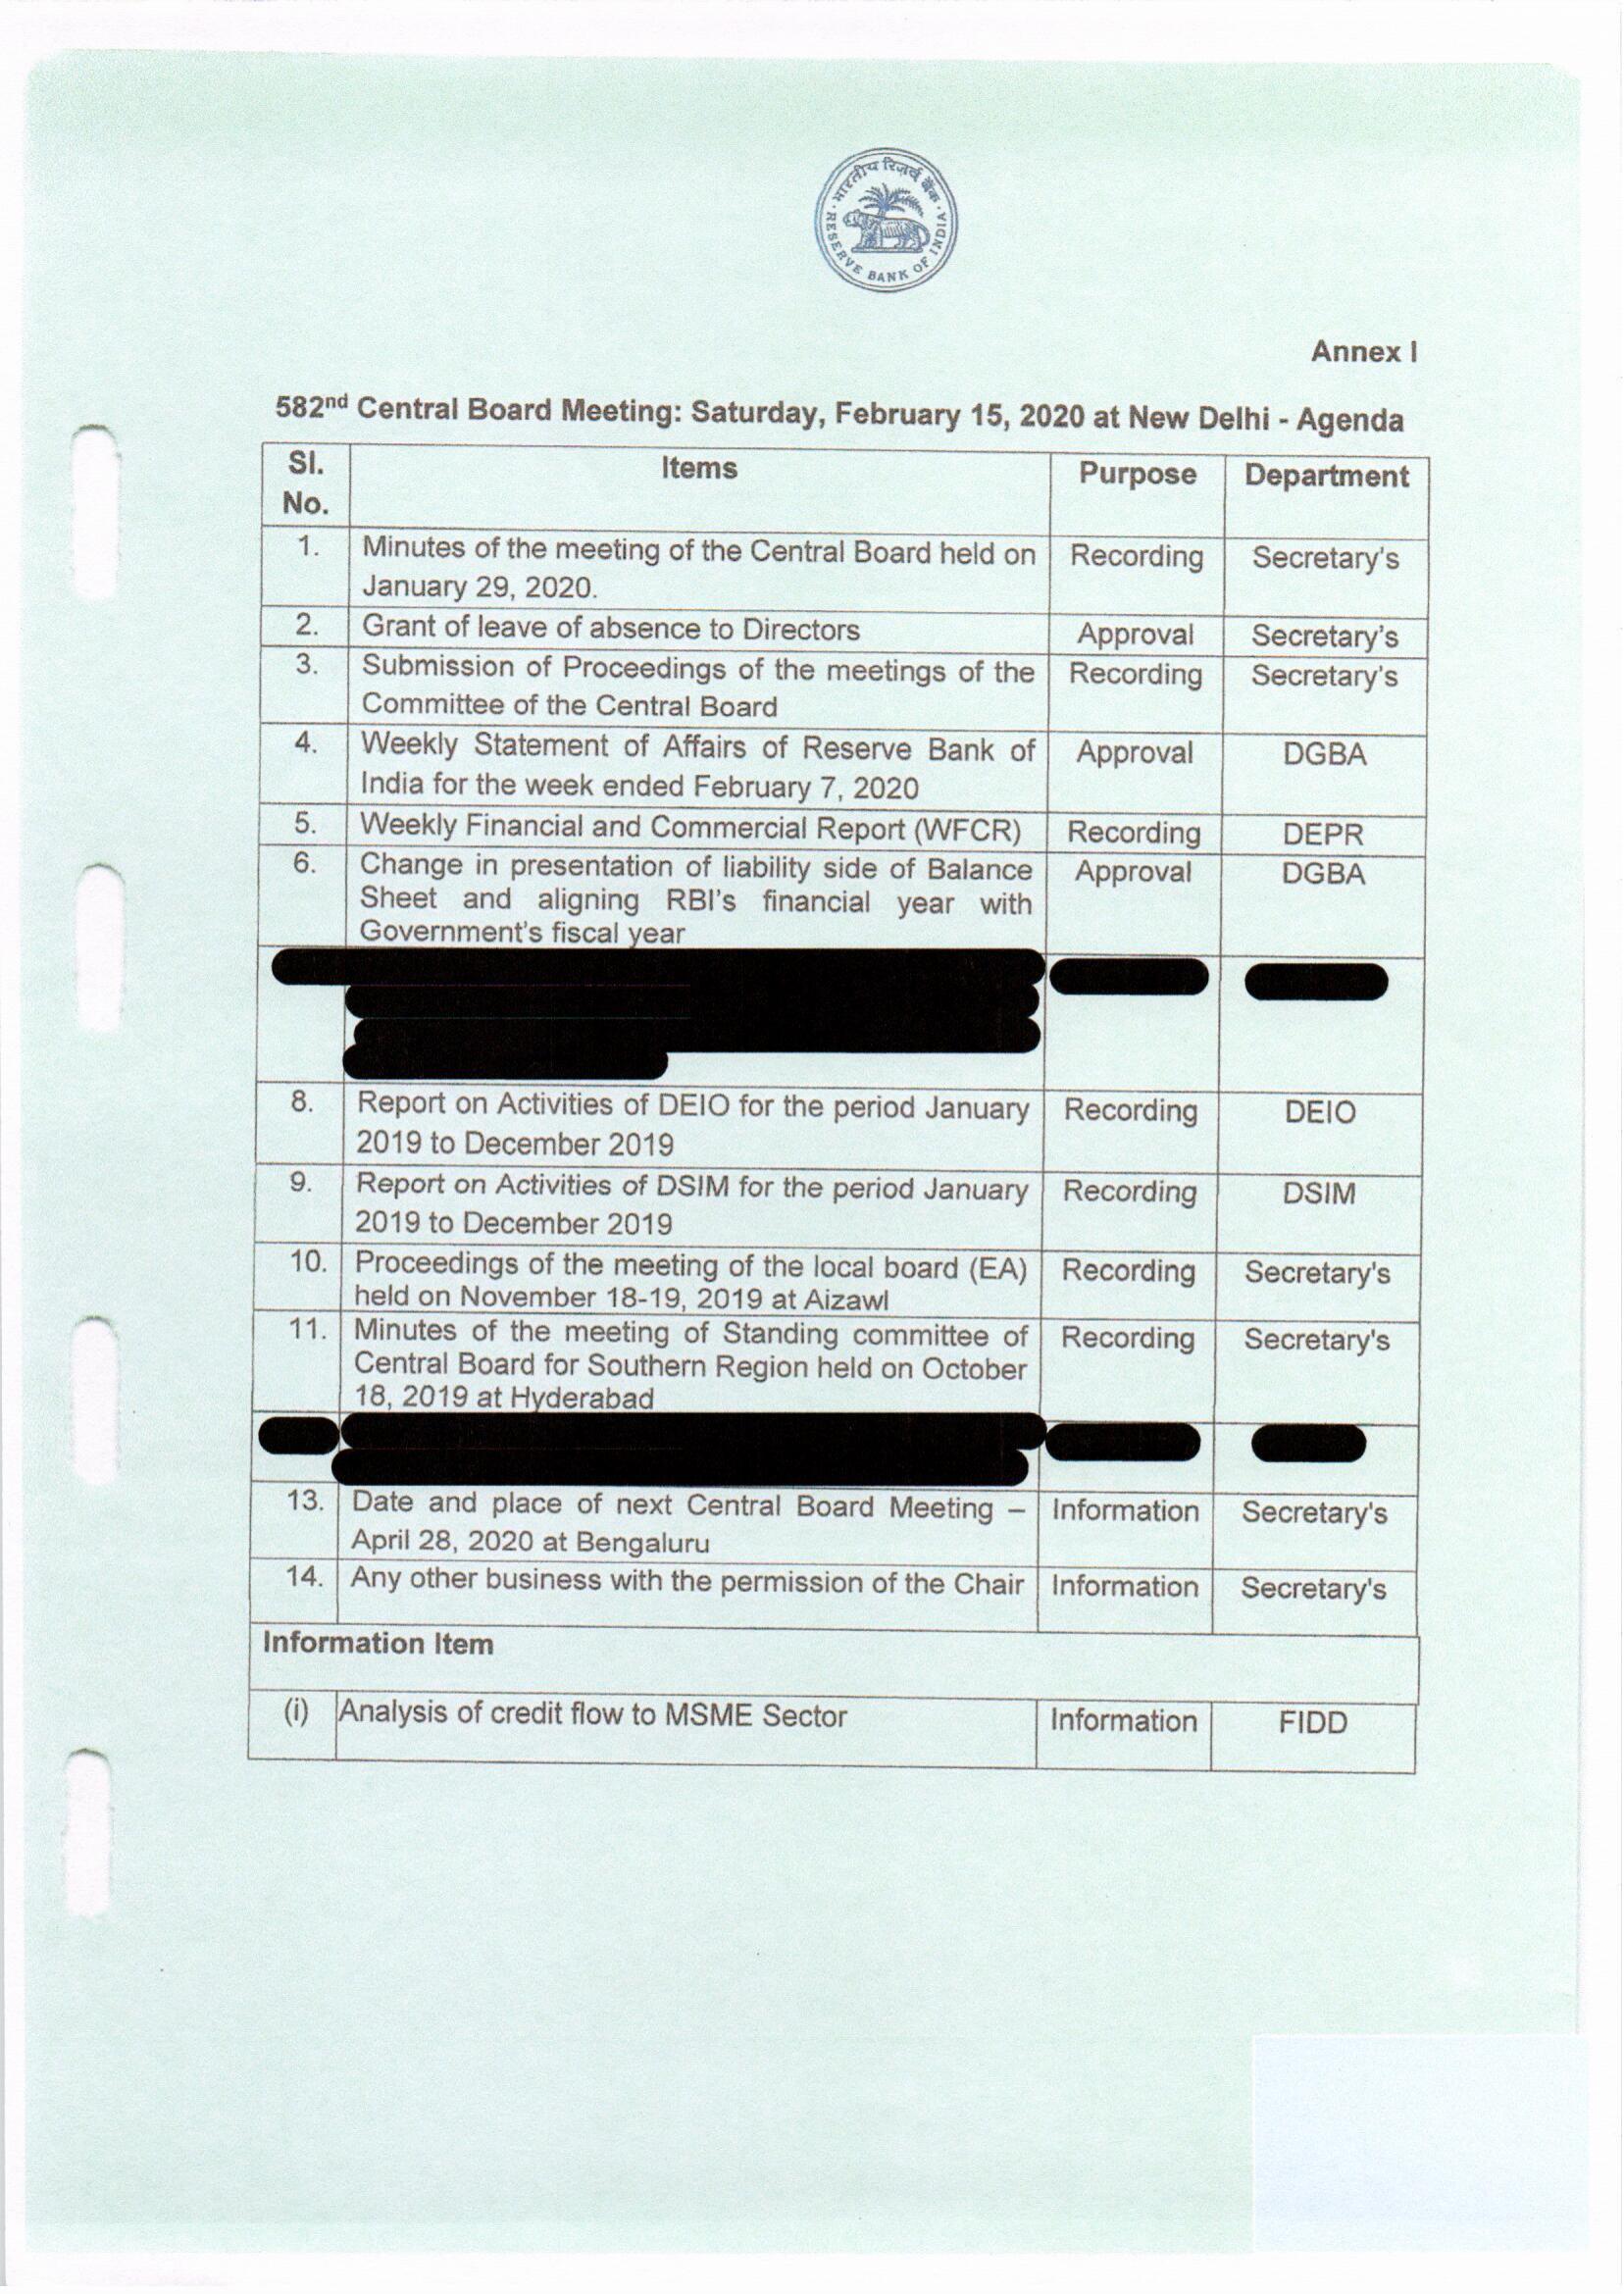 भारतीय रिज़र्व बैंक
RESERVE BANK OF INDIA
Annex I
582nd Central Board Meeting: Saturday, February 15, 2020 at New Delhi - Agenda
Sl. No. Items Purpose Department
1. Minutes of the meeting of the Central Board held on Recording Secretary's
January 29, 2020.
2. Grant of leave of absence to Directors Approval Secretary's
3. Submission of Proceedings of the meetings of the Recording Secretary's
Committee of the Central Board
4. Weekly Statement of Affairs of Reserve Bank of Approval DGBA
India for the week ended February 7, 2020
5. Weekly Financial and Commercial Report (WFCR) Recording DEPR
6. Change in presentation of liability side of Balance Approval DGBA
Sheet and aligning RBI's financial year with
Government's fiscal year
8. Report on Activities of DEIO for the period January Recording DEIO
2019 to December 2019
9. Report on Activities of DSIM for the period January Recording DSIM
2019 to December 2019
10. Proceedings of the meeting of the local board (EA) Recording Secretary's
held on November 18-19, 2019 at Aizawl
11. Minutes of the meeting of Standing committee of Recording Secretary's
Central Board for Southern Region held on October
18, 2019 at Hyderabad
13. Date and place of next Central Board Meeting – Information Secretary's
April 28, 2020 at Bengaluru
14. Any other business with the permission of the Chair Information Secretary's
Information Item
(i) Analysis of credit flow to MSME Sector Information FIDD